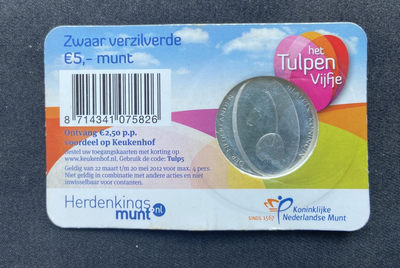 Zwaar verzilverde
€5,- munt
het
Tulpen
Vijfje
8 714341 075826
Ontvang €2,50 p.p.
voordeel op Keukenhof
Bestel uw toegangskaarten met korting op
www.keukenhof.nl. Gebruik de code: Tulp5
Geldig van 22 maart t/m 20 mei 2012 voor max. 4 pers.
Niet geldig in combinatie met andere acties en niet
inwisselbaar voor contanten.
Herdenkings
munt.nl
SINDS 1567
Koninklijke
Nederlandse Munt